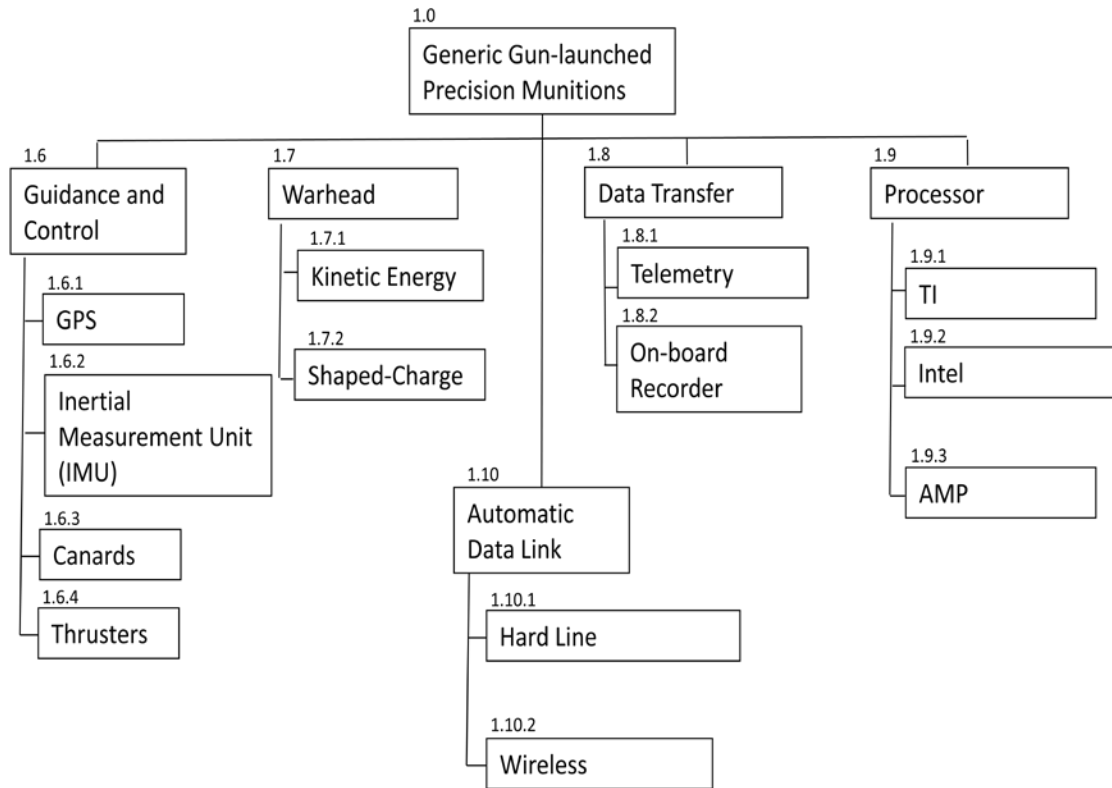 1.0
Generic Gun-launched
Precision Munitions
1.6
Guidance and
Control
1.6.1
GPS
1.6.2
Inertial
Measurement Unit
(IMU)
1.6.3
Canards
1.6.4
Thrusters
1.7
Warhead
1.7.1
Kinetic Energy
1.7.2
Shaped-Charge
1.8
Data Transfer
1.8.1
Telemetry
1.8.2
On-board
Recorder
1.9
Processor
1.9.1
TI
1.9.2
Intel
1.9.3
AMP
1.10
Automatic
Data Link
1.10.1
Hard Line
1.10.2
Wireless